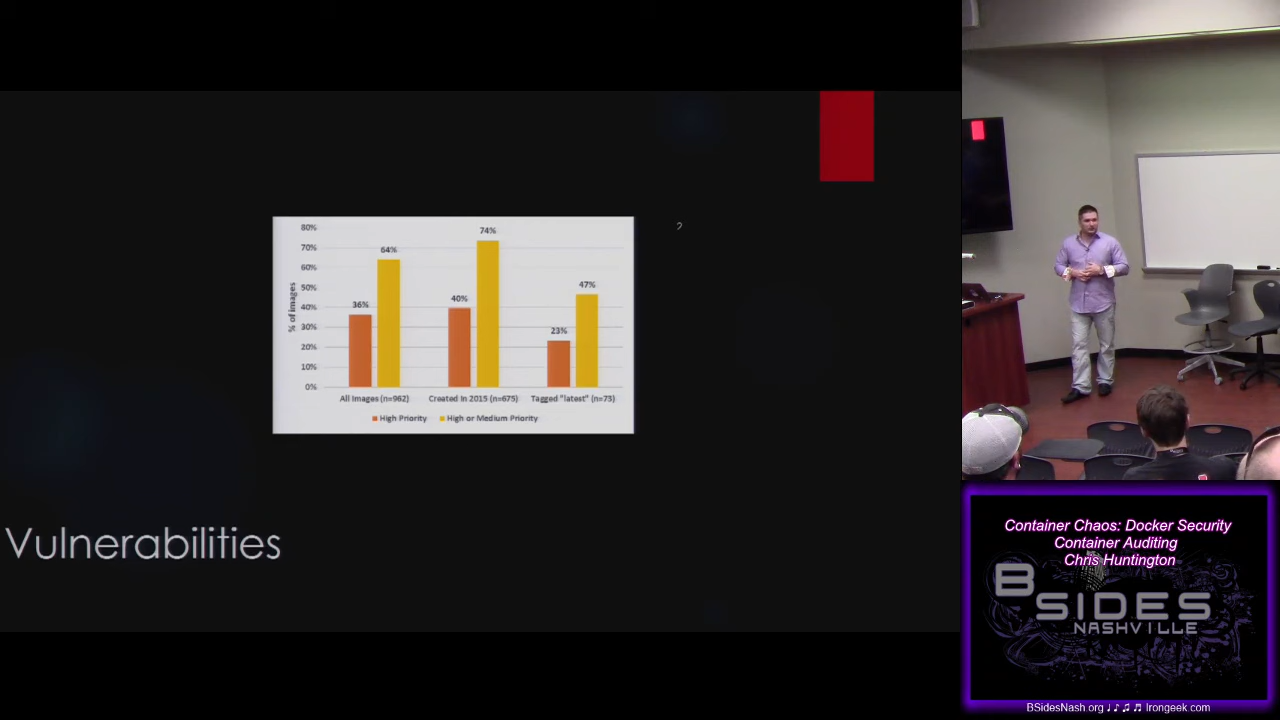 80%
70%
60%
50%
40%
30%
20%
10%
0%
% of images
36%
64%
40%
74%
23%
47%
All Images (n=962)
Created in 2015 (n=675)
Tagged "latest" (n=73)
High Priority
High or Medium Priority
2
Vulnerabilities
Container Chaos: Docker Security
Container Auditing
Chris Huntington
BSIDES
NASHVILLE
BSidesNash.org ♩ ♪ ♫ ♬ Irongeek.com